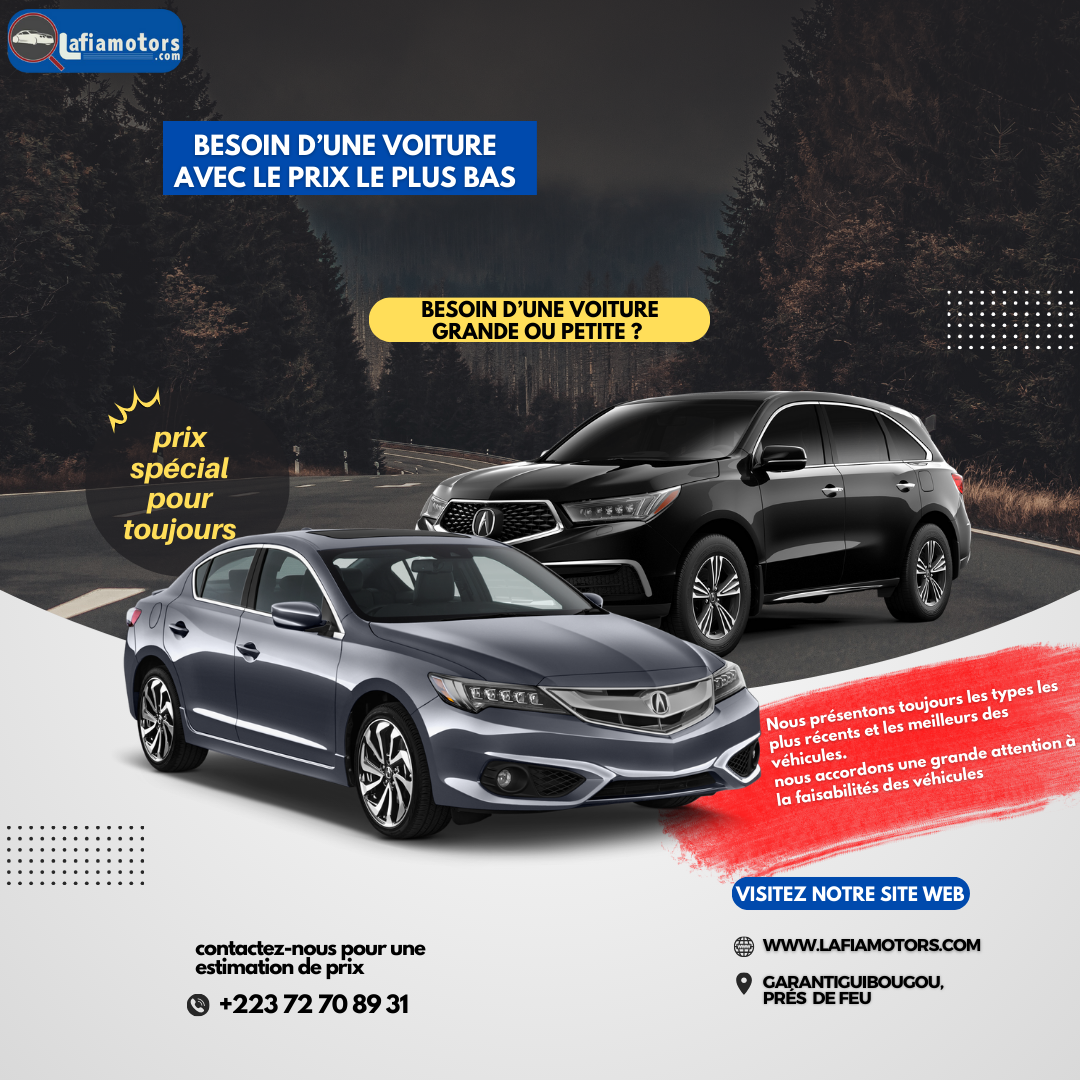 Lafiamotors
.com
BESOIN D’UNE VOITURE
AVEC LE PRIX LE PLUS BAS
BESOIN D’UNE VOITURE
GRANDE OU PETITE ?
prix
spécial
pour
toujours
Nous présentons toujours les types les
plus récents et les meilleurs des
véhicules.
nous accordons une grande attention à
la faisabilités des véhicules
VISITEZ NOTRE SITE WEB
WWW.LAFIAMOTORS.COM
GARANTIGUIBOUGOU,
PRÉS DE FEU
contactez-nous pour une
estimation de prix
+223 72 70 89 31